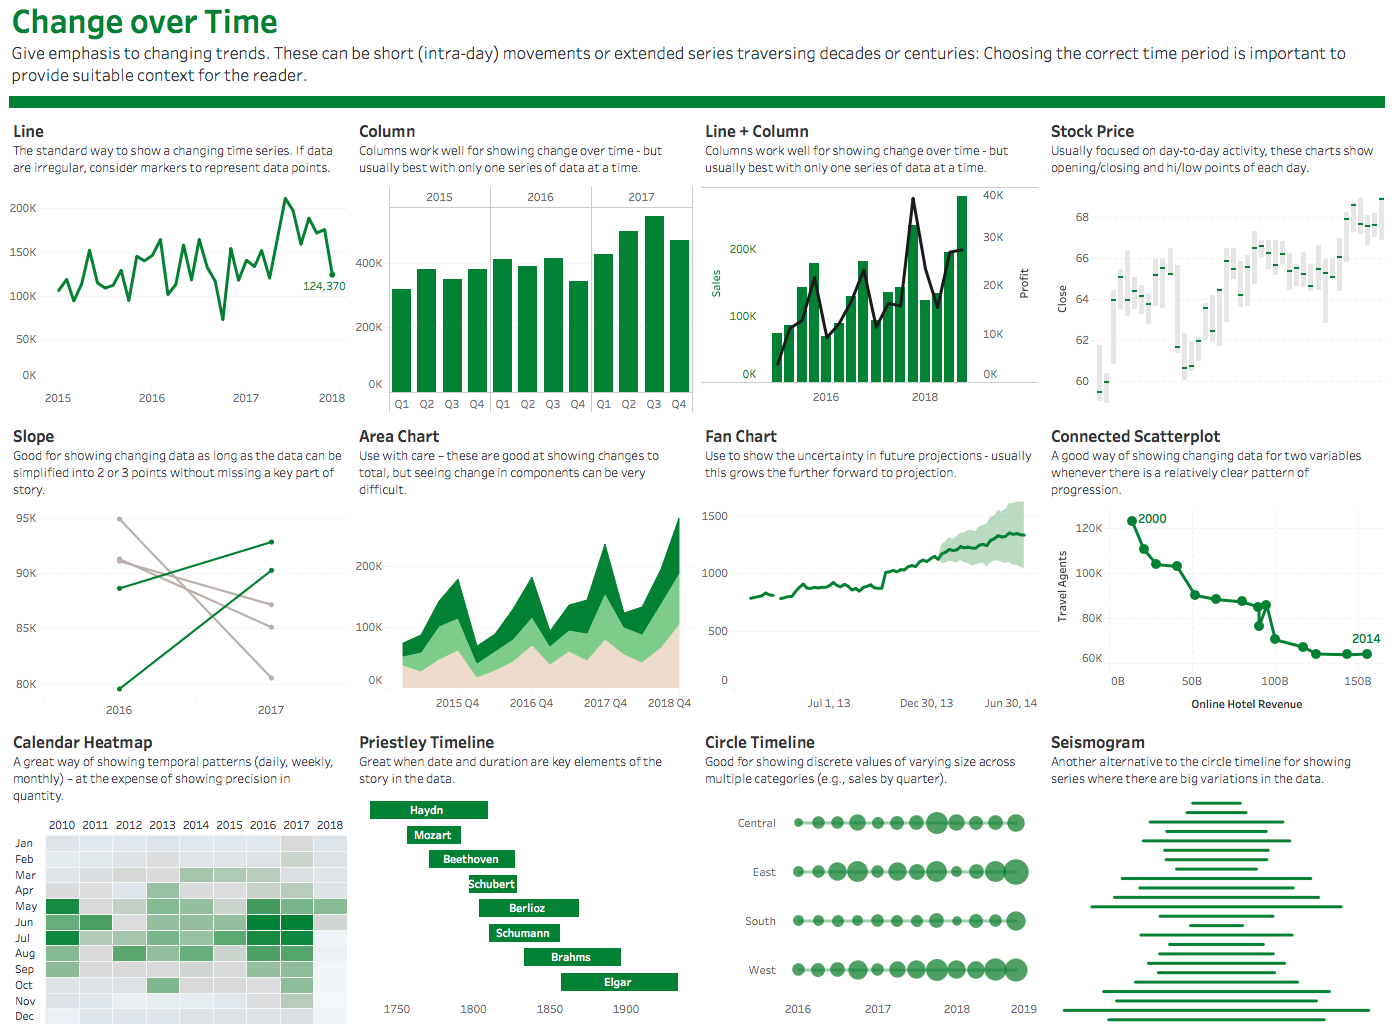 Change over Time
Give emphasis to changing trends. These can be short (intra-day) movements or extended series traversing decades or centuries: Choosing the correct time period is important to
provide suitable context for the reader.
Line
The standard way to show a changing time series. If data
are irregular, consider markers to represent data points.
200K
150K
100K
50K
0K
124,370
2015 2016 2017 2018
Column
Columns work well for showing change over time - but
usually best with only one series of data at a time.
2015 2016 2017
400K
200K
0K
Q1 Q2 Q3 Q4 Q1 Q2 Q3 Q4 Q1 Q2 Q3 Q4
Line + Column
Columns work well for showing change over time - but
usually best with only one series of data at a time.
Sales
200K
100K
0K
40K
30K
20K
10K
0K
Profit
2016 2018
Stock Price
Usually focused on day-to-day activity, these charts show
opening/closing and hi/low points of each day.
Close
68
66
64
62
60
Slope
Good for showing changing data as long as the data can be
simplified into 2 or 3 points without missing a key part of
story.
95K
90K
85K
80K
2016 2017
Area Chart
Use with care – these are good at showing changes to
total, but seeing change in components can be very
difficult.
200K
100K
0K
2015 Q4 2016 Q4 2017 Q4 2018 Q4
Fan Chart
Use to show the uncertainty in future projections - usually
this grows the further forward to projection.
1500
1000
500
0
Jul 1, 13 Dec 30, 13 Jun 30, 14
Connected Scatterplot
A good way of showing changing data for two variables
whenever there is a relatively clear pattern of
progression.
Travel Agents
120K
100K
80K
60K
2000
2014
0B 50B 100B 150B
Online Hotel Revenue
Calendar Heatmap
A great way of showing temporal patterns (daily, weekly,
monthly) – at the expense of showing precision in
quantity.
2010 2011 2012 2013 2014 2015 2016 2017 2018
Jan
Feb
Mar
Apr
May
Jun
Jul
Aug
Sep
Oct
Nov
Dec
Priestley Timeline
Great when date and duration are key elements of the
story in the data.
Haydn
Mozart
Beethoven
Schubert
Berlioz
Schumann
Brahms
Elgar
1750 1800 1850 1900
Circle Timeline
Good for showing discrete values of varying size across
multiple categories (e.g., sales by quarter).
Central
East
South
West
2016 2017 2018 2019
Seismogram
Another alternative to the circle timeline for showing
series where there are big variations in the data.